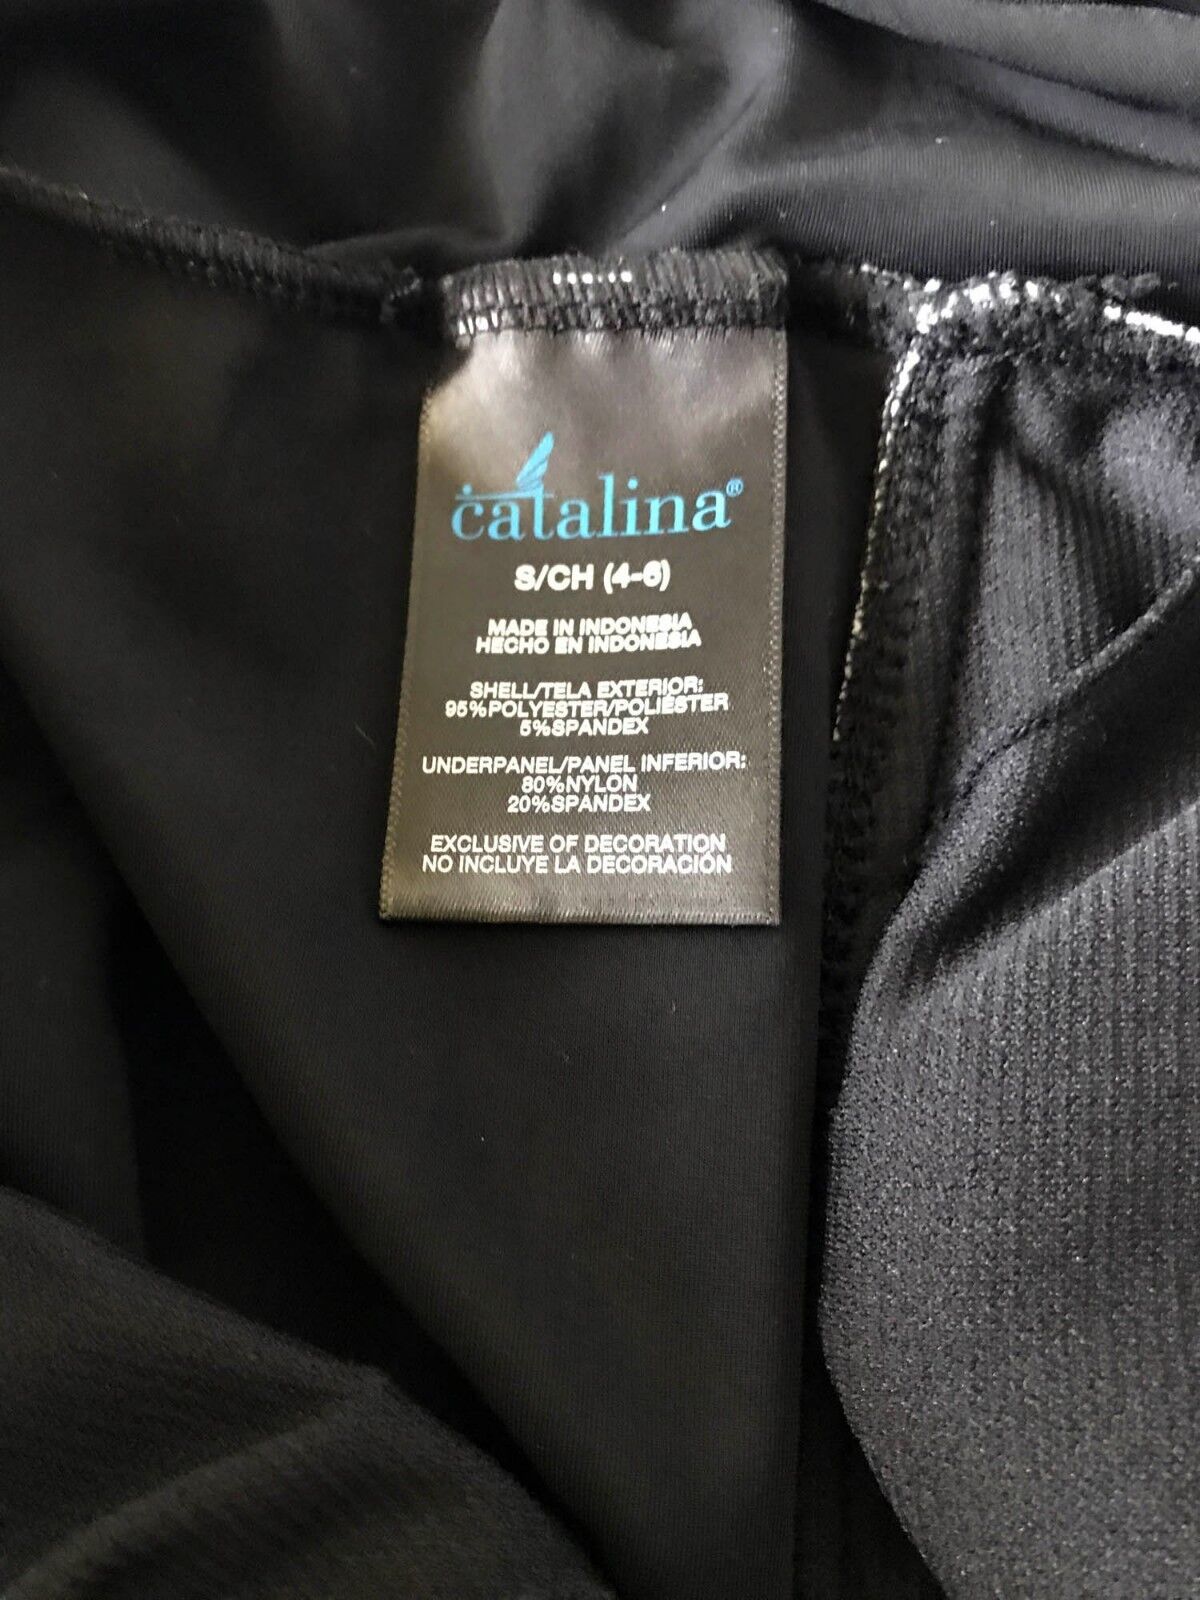 catalina®
S/CH (4-6)
MADE IN INDONESIA
HECHO EN INDONESIA
SHELL/TELA EXTERIOR:
95%POLYESTER/POLIÉSTER
5%SPANDEX
UNDERPANEL/PANEL INFERIOR:
80%NYLON
20%SPANDEX
EXCLUSIVE OF DECORATION
NO INCLUYE LA DECORACIÓN